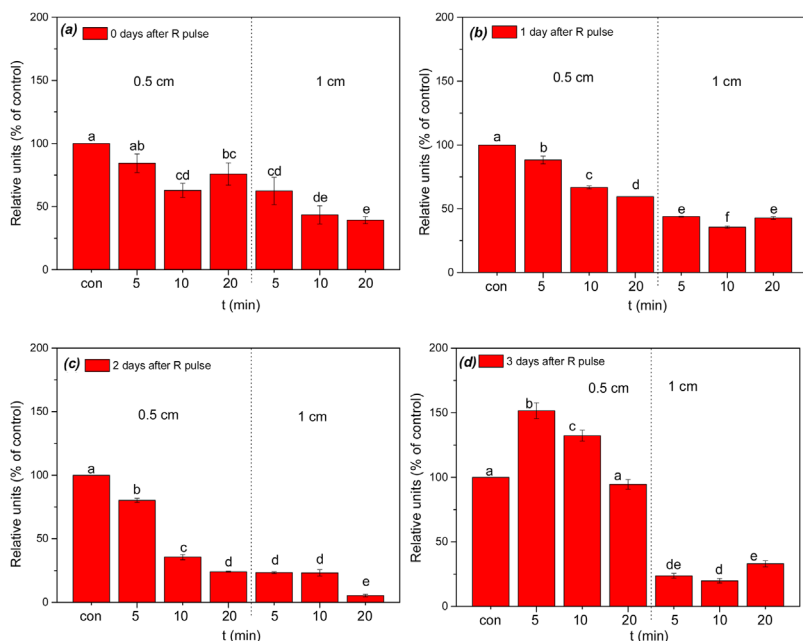 (a) 0 days after R pulse
0.5 cm 1 cm
Relative units (% of control)
200
150
100
50
0
a ab cd bc cd de e
con 5 10 20 5 10 20
t (min)
(b) 1 day after R pulse
0.5 cm 1 cm
Relative units (% of control)
200
150
100
50
0
a b c d e f e
con 5 10 20 5 10 20
t (min)
(c) 2 days after R pulse
0.5 cm 1 cm
Relative units (% of control)
200
150
100
50
0
a b c d d d e
con 5 10 20 5 10 20
t (min)
(d) 3 days after R pulse
0.5 cm 1 cm
Relative units (% of control)
200
150
100
50
0
a b c a de d e
con 5 10 20 5 10 20
t (min)